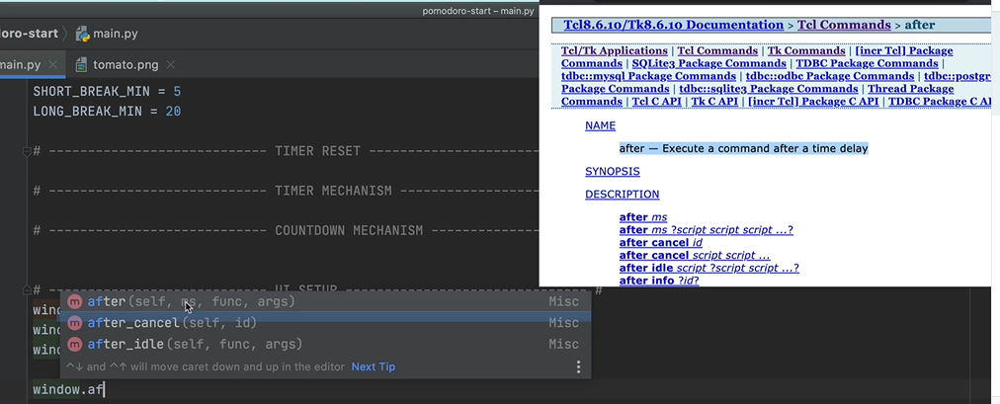 pomodoro-start – main.py
oro-start
main.py
main.py
tomato.png
SHORT_BREAK_MIN = 5
LONG_BREAK_MIN = 20
# ---------------------------- TIMER RESET -------------------
# ---------------------------- TIMER MECHANISM ---------------
# ---------------------------- COUNTDOWN MECHANISM -----------
# ---------------------------- UI SETUP ------------------------------- #
wind
after(self, ms, func, args) Misc
wind
after_cancel(self, id) Misc
wind
after_idle(self, func, args) Misc
^↓ and ^↑ will move caret down and up in the editor Next Tip
window.af
Tcl8.6.10/Tk8.6.10 Documentation > Tcl Commands > after
Tcl/Tk Applications | Tcl Commands | Tk Commands | [incr Tcl] Package
Commands | SQLite3 Package Commands | TDBC Package Commands |
tdbc::mysql Package Commands | tdbc::odbc Package Commands | tdbc::postgr
Package Commands | tdbc::sqlite3 Package Commands | Thread Package
Commands | Tcl C API | Tk C API | [incr Tcl] Package C API | TDBC Package C AP
NAME
after — Execute a command after a time delay
SYNOPSIS
DESCRIPTION
after ms
after ms ?script script script ...?
after cancel id
after cancel script script ...
after idle script ?script script ...?
after info ?id?